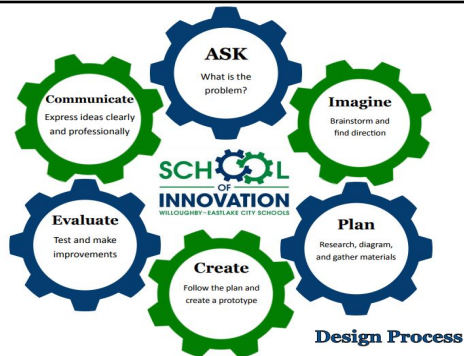 ASK
What is the
problem?
Imagine
Brainstorm and
find direction
Plan
Research, diagram,
and gather materials
Create
Follow the plan and
create a prototype
Evaluate
Test and make
improvements
Communicate
Express ideas clearly
and professionally
SCHOOL
OF
INNOVATION
WILLOUGHBY-EASTLAKE CITY SCHOOLS
Design Process